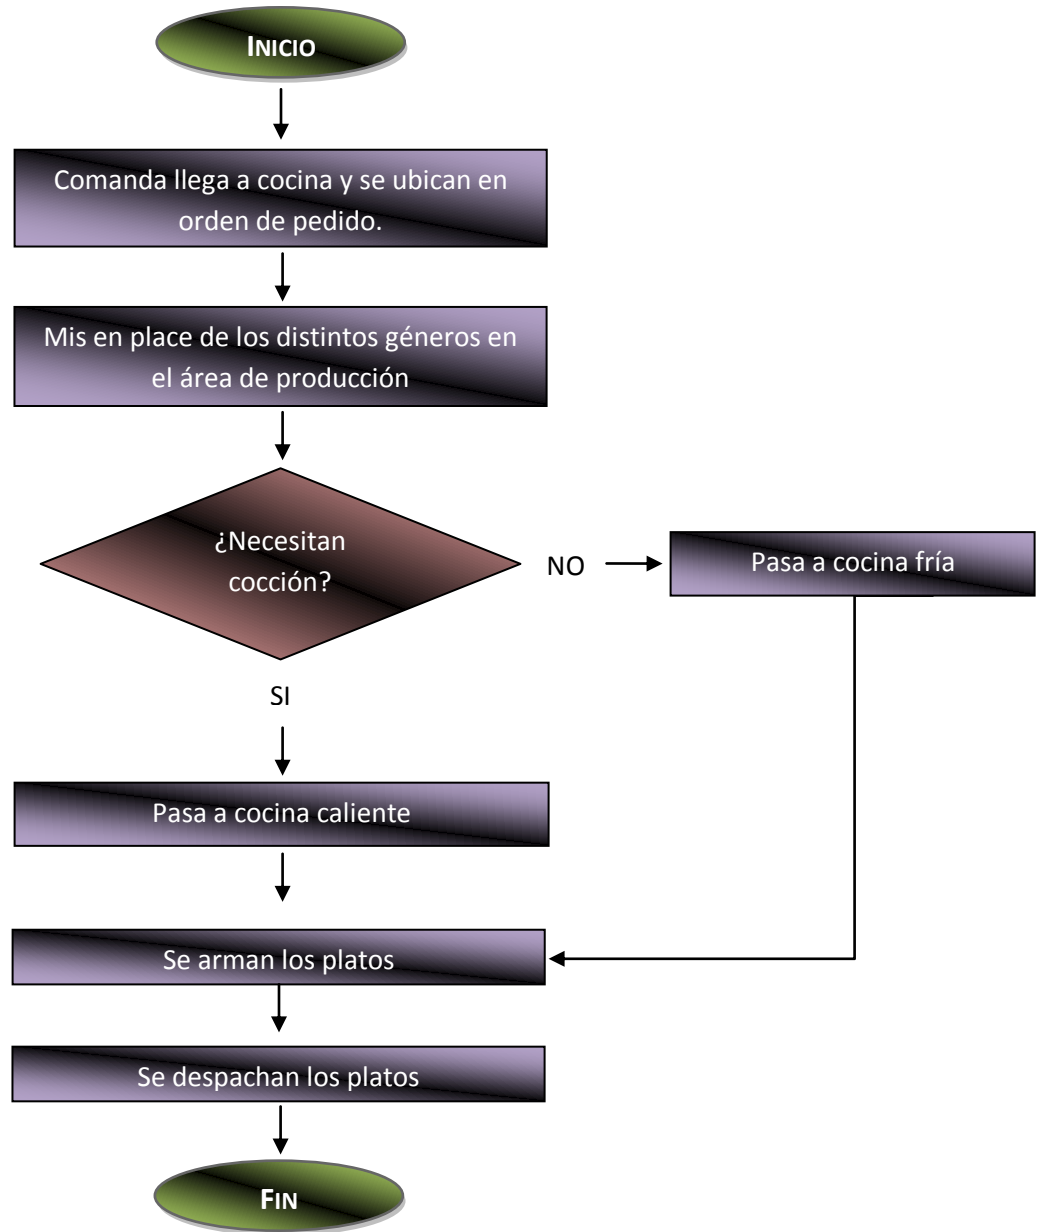 INICIO
Comanda llega a cocina y se ubican en
orden de pedido.
Mis en place de los distintos géneros en
el área de producción
¿Necesitan
cocción?
NO
Pasa a cocina fría
SI
Pasa a cocina caliente
Se arman los platos
Se despachan los platos
FIN